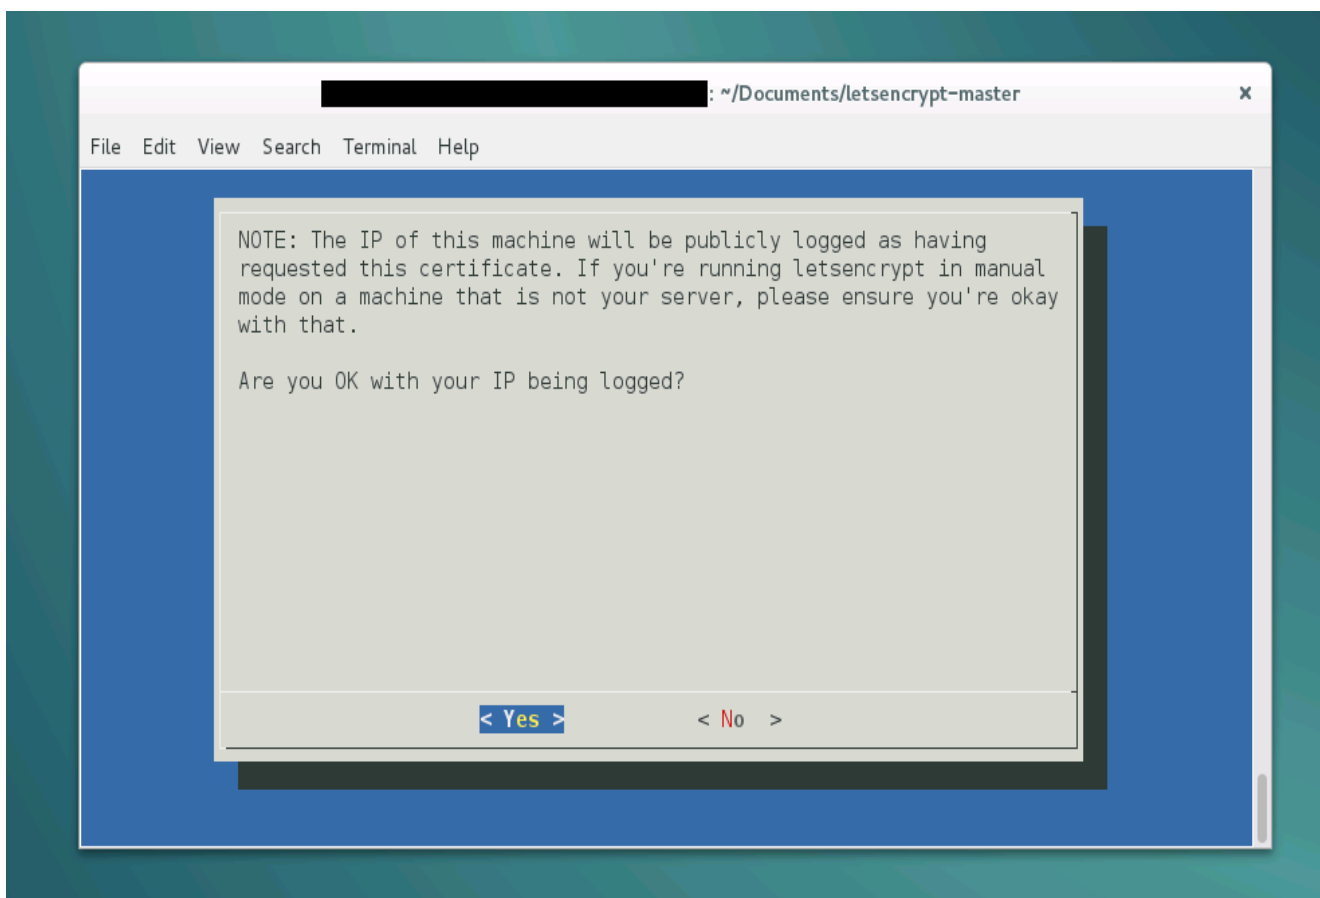 : ~/Documents/letsencrypt-master x
File Edit View Search Terminal Help
NOTE: The IP of this machine will be publicly logged as having
requested this certificate. If you're running letsencrypt in manual
mode on a machine that is not your server, please ensure you're okay
with that.
Are you OK with your IP being logged?
< Yes > < No >